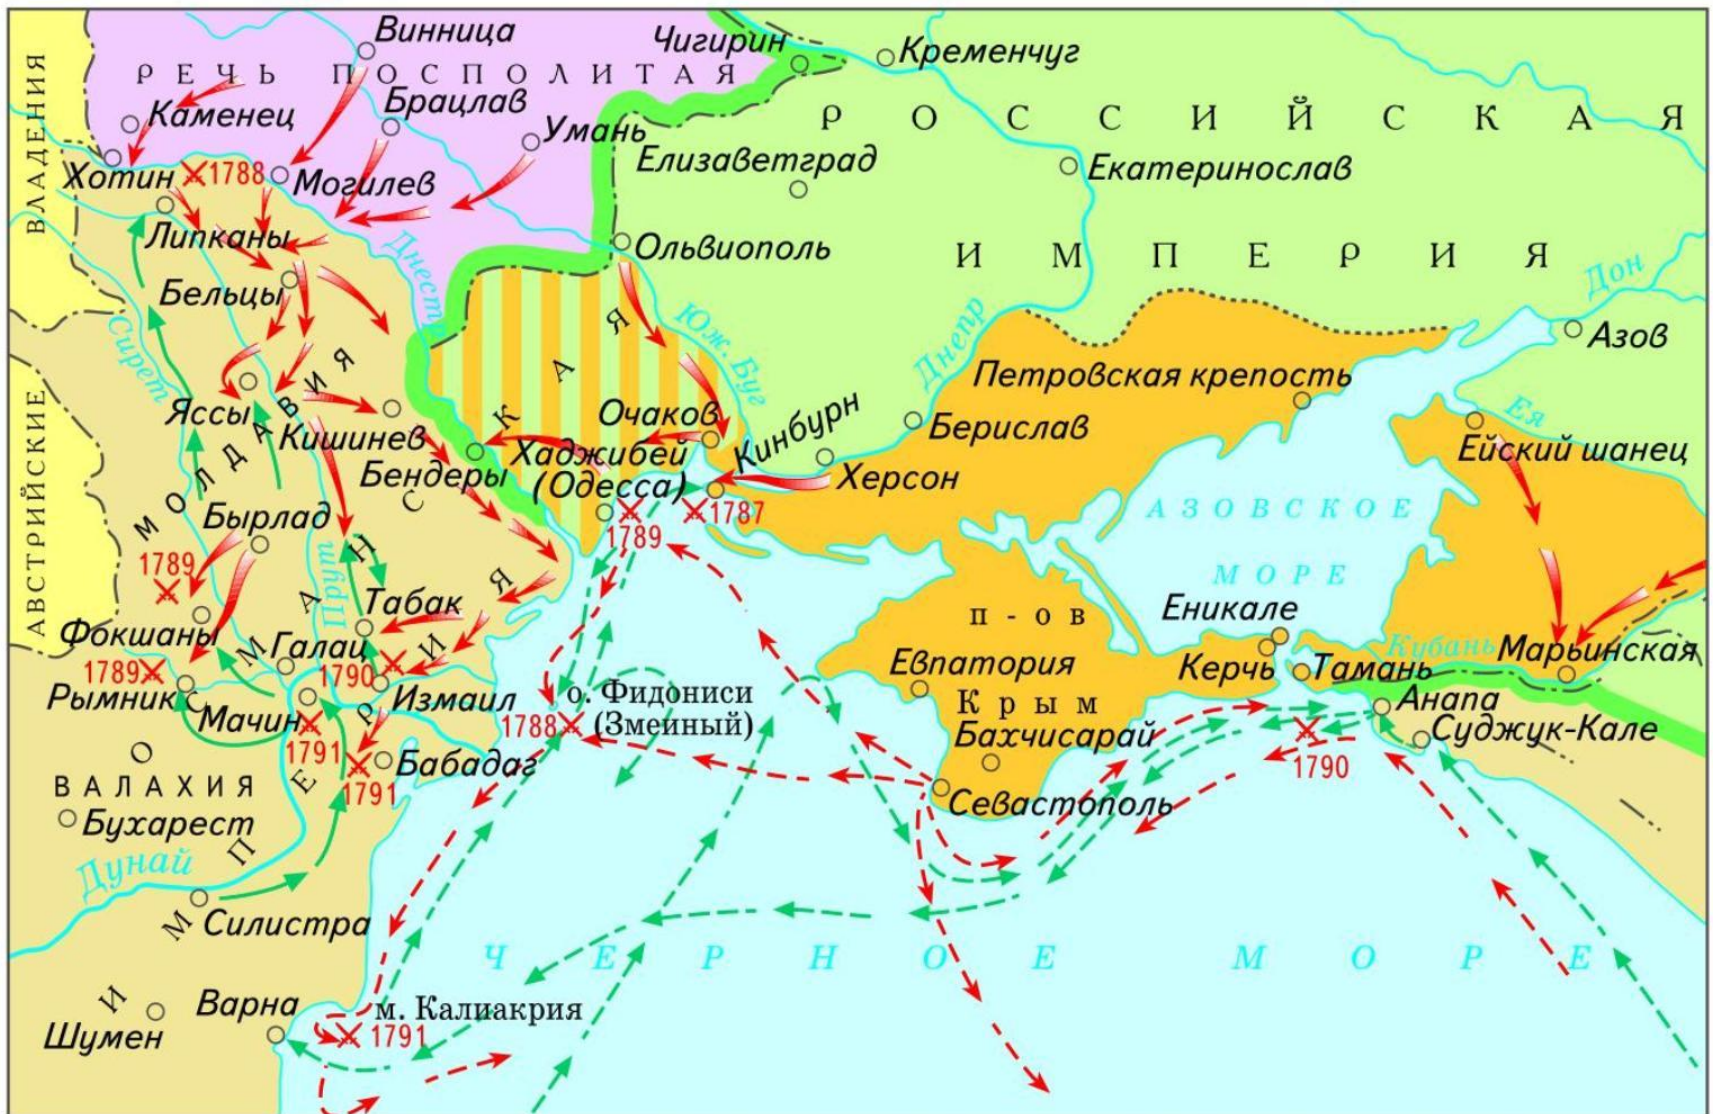 Винница
Чигирин
Кременчуг
РЕЧЬ ПОСПОЛИТАЯ
Каменец
Брацлав
Умань
РОССИЙСКАЯ
ИМПЕРИЯ
ВЛАДЕНИЯ
АВСТРИЙСКИЕ
Хотин
1788
Могилев
Елизаветград
Екатеринослав
Липканы
Днестр
Ольвиополь
Дон
Бельцы
Сирет
Юж. Буг
Днепр
Азов
Петровская крепость
Ея
Яссы
МОЛДАВИЯ
Кишинев
Очаков
Кинбурн
Берислав
Ейский шанец
Бендеры
Хаджибей
(Одесса)
Херсон
1787
1789
АЗОВСКОЕ
МОРЕ
Бырлад
1789
Прут
Табак
п-ов
Крым
Еникале
Кубань
Марьинская
Фокшаны
Галац
1790
1789
Рымник
Измаил
Евпатория
Керчь
Тамань
Анапа
Мачин
1791
о. Фидониси
(Змеиный)
1788
Бахчисарай
Суджук-Кале
1790
Бабадаг
1791
ВАЛАХИЯ
Бухарест
Севастополь
Дунай
Силистра
ОСМАНСКАЯ
ИМПЕРИЯ
ЧЕРНОЕ МОРЕ
Варна
м. Калиакрия
1791
Шумен